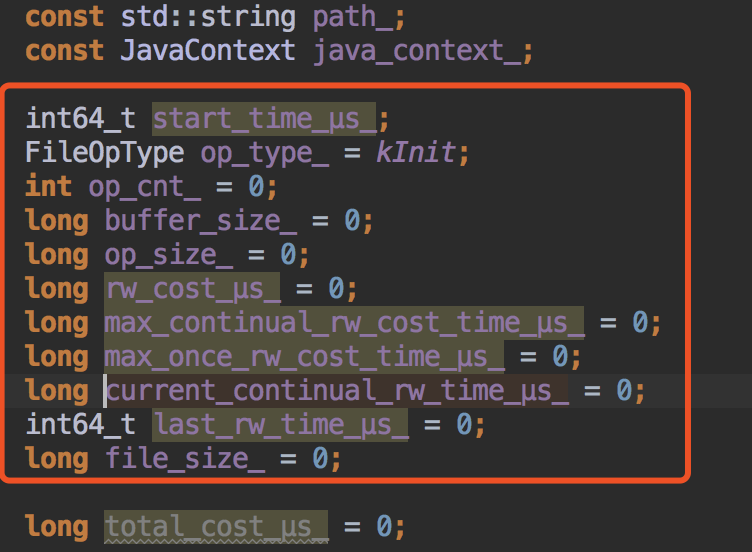 const std::string path_;
const JavaContext java_context_;
int64_t start_time_μs_;
FileOpType op_type_ = kInit;
int op_cnt_ = 0;
long buffer_size_ = 0;
long op_size_ = 0;
long rw_cost_μs_ = 0;
long max_continual_rw_cost_time_μs_ = 0;
long max_once_rw_cost_time_μs_ = 0;
long current_continual_rw_time_μs_ = 0;
int64_t last_rw_time_μs_ = 0;
long file_size_ = 0;
long total_cost_μs_ = 0;